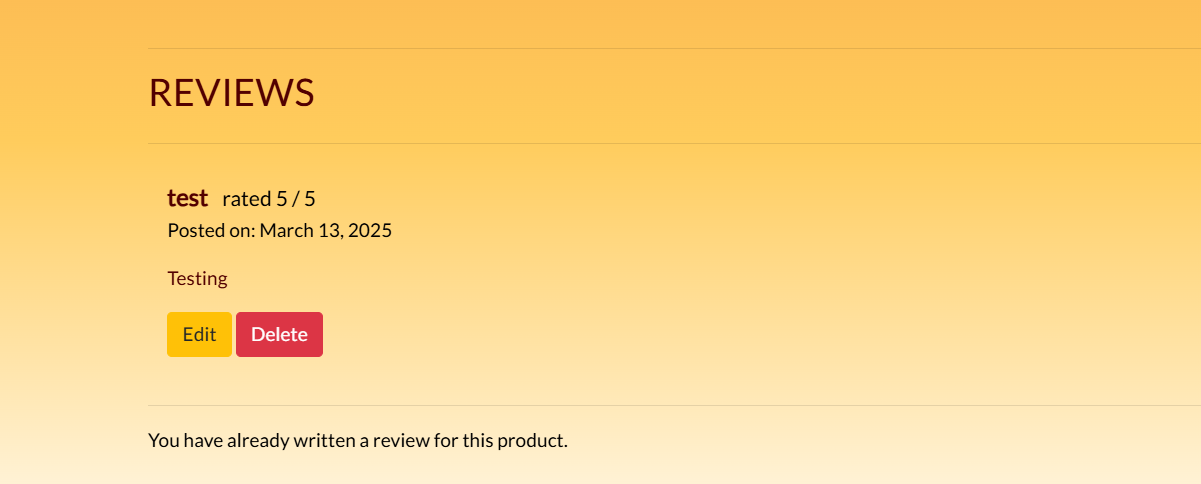 REVIEWS
test rated 5 / 5
Posted on: March 13, 2025
Testing
Edit Delete
You have already written a review for this product.